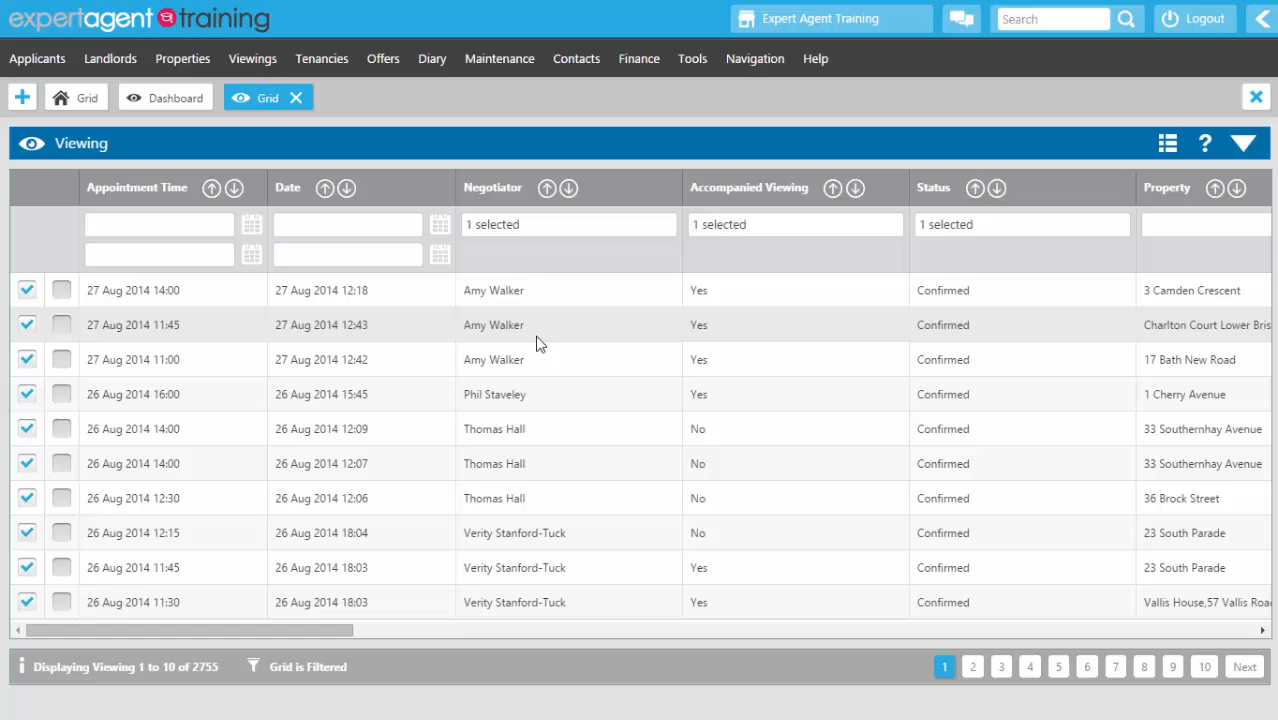 expertagent training
Expert Agent Training
Search
Logout
Applicants Landlords Properties Viewings Tenancies Offers Diary Maintenance Contacts Finance Tools Navigation Help
+ Grid Dashboard Grid
Viewing ?
Appointment Time Date Negotiator Accompanied Viewing Status Property
1 selected 1 selected 1 selected
27 Aug 2014 14:00 27 Aug 2014 12:18 Amy Walker Yes Confirmed 3 Camden Crescent
27 Aug 2014 11:45 27 Aug 2014 12:43 Amy Walker Yes Confirmed Charlton Court Lower Bris
27 Aug 2014 11:00 27 Aug 2014 12:42 Amy Walker Yes Confirmed 17 Bath New Road
26 Aug 2014 16:00 26 Aug 2014 15:45 Phil Staveley Yes Confirmed 1 Cherry Avenue
26 Aug 2014 14:00 26 Aug 2014 12:09 Thomas Hall No Confirmed 33 Southernhay Avenue
26 Aug 2014 14:00 26 Aug 2014 12:07 Thomas Hall No Confirmed 33 Southernhay Avenue
26 Aug 2014 12:30 26 Aug 2014 12:06 Thomas Hall No Confirmed 36 Brock Street
26 Aug 2014 12:15 26 Aug 2014 18:04 Verity Stanford-Tuck No Confirmed 23 South Parade
26 Aug 2014 11:45 26 Aug 2014 18:03 Verity Stanford-Tuck Yes Confirmed 23 South Parade
26 Aug 2014 11:30 26 Aug 2014 18:03 Verity Stanford-Tuck Yes Confirmed Vallis House,57 Vallis Roa
Displaying Viewing 1 to 10 of 2755 Grid is Filtered 1 2 3 4 5 6 7 8 9 10 Next